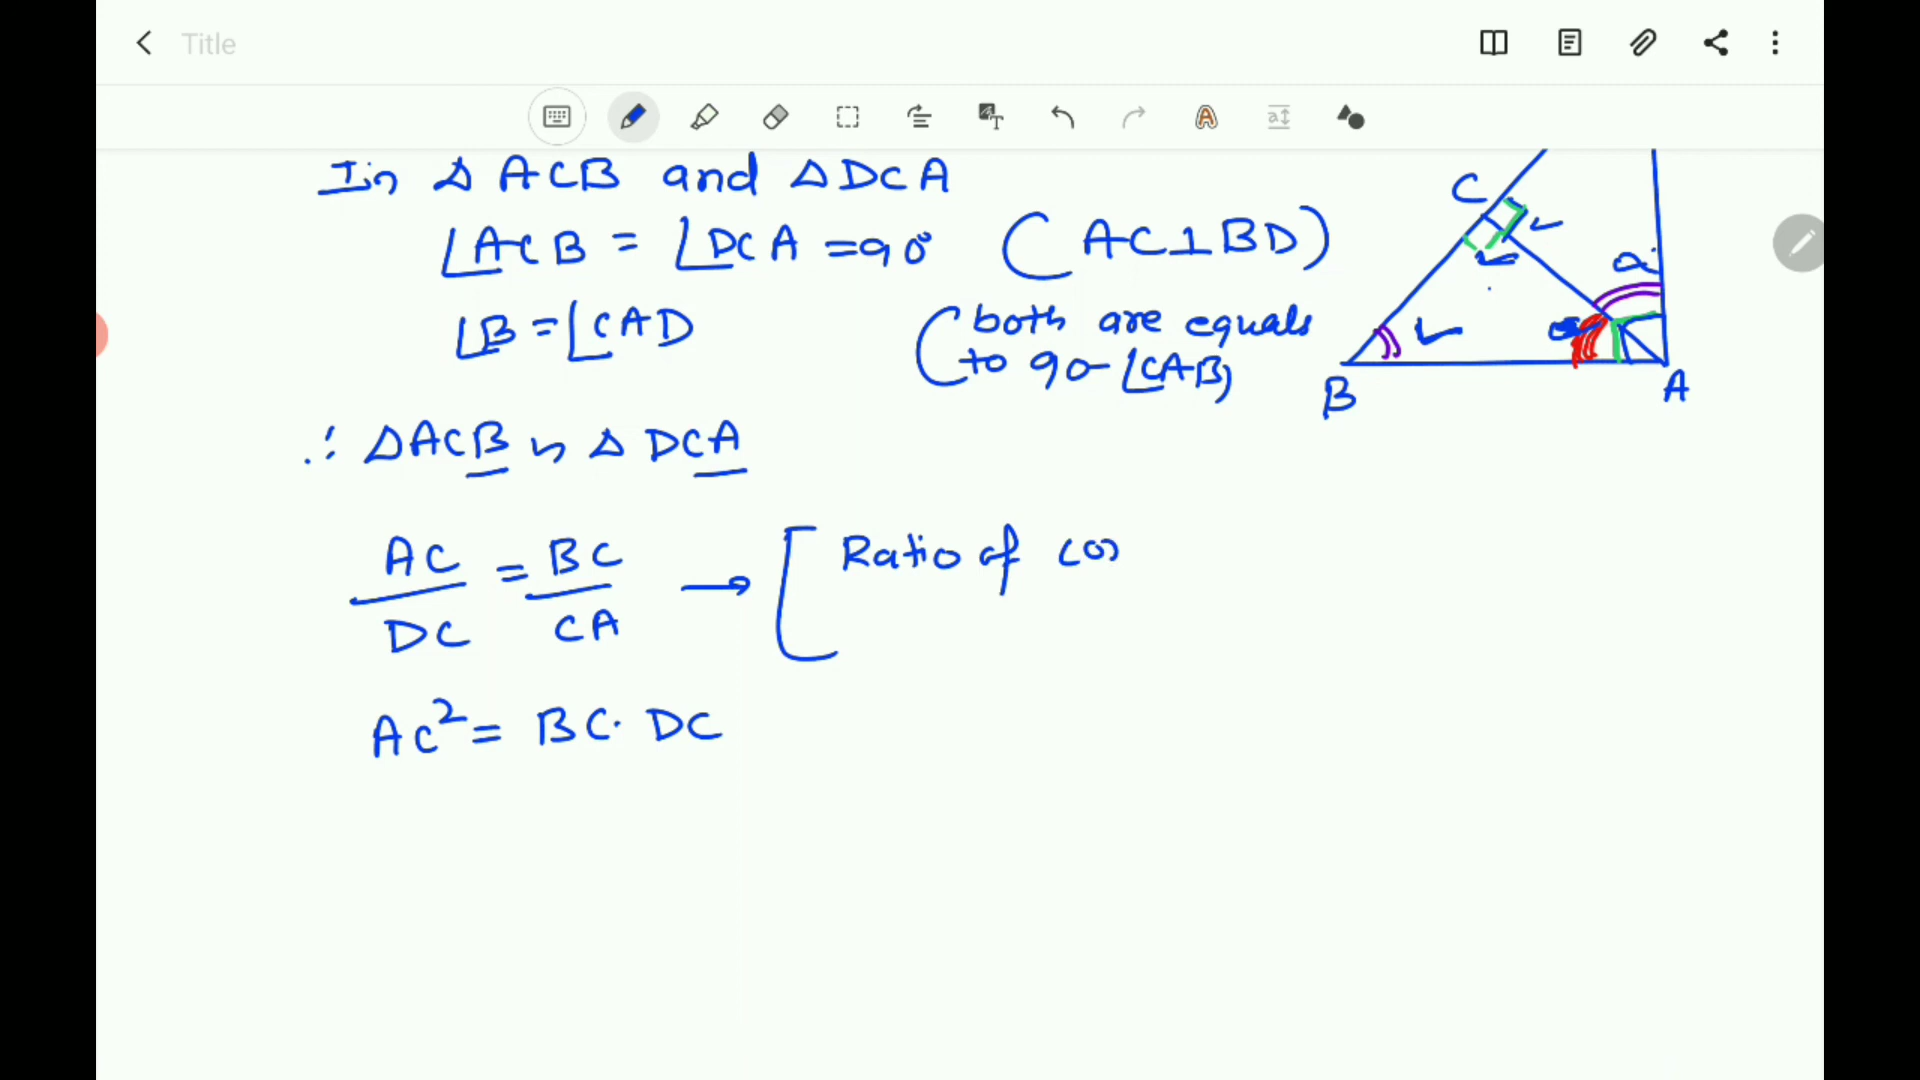 Title
In Δ ACB and Δ DCA
∠ACB = ∠DCA = 90° (AC⊥BD)
∠B = ∠CAD (both are equals
to 90-∠CAB)
∴ ΔACB ~ Δ DCA
AC/DC = BC/CA → [Ratio of co
AC² = BC· DC
C
α
B
A